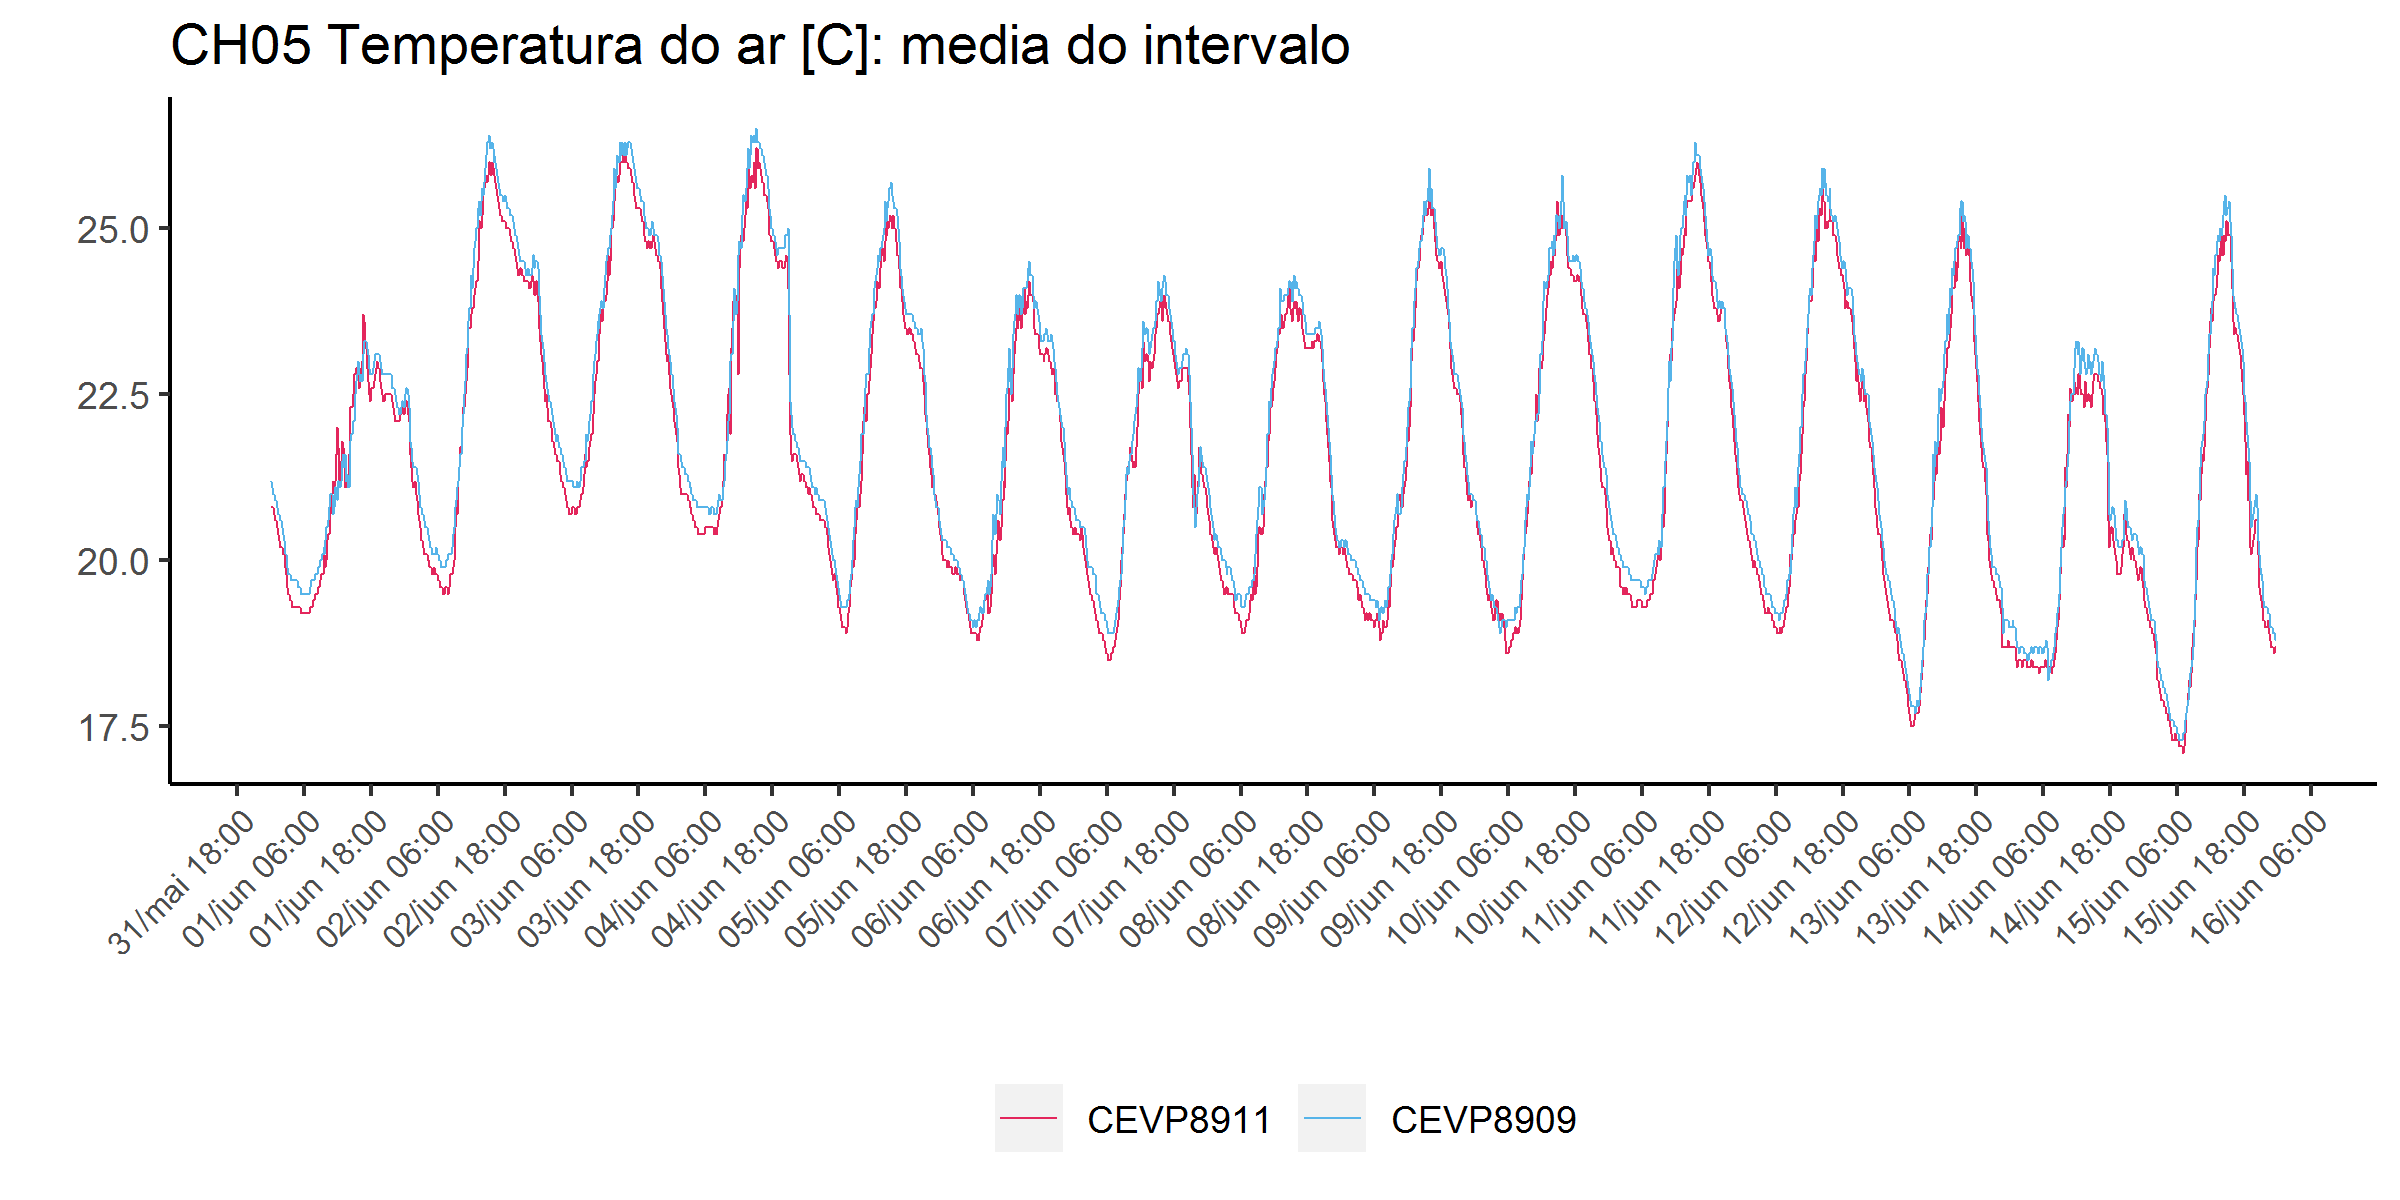 CH05 Temperatura do ar [C]: media do intervalo
25.0
22.5
20.0
17.5
31/mai 18:00
01/jun 06:00
01/jun 18:00
02/jun 06:00
02/jun 18:00
03/jun 06:00
03/jun 18:00
04/jun 06:00
04/jun 18:00
05/jun 06:00
05/jun 18:00
06/jun 06:00
06/jun 18:00
07/jun 06:00
07/jun 18:00
08/jun 06:00
08/jun 18:00
09/jun 06:00
09/jun 18:00
10/jun 06:00
10/jun 18:00
11/jun 06:00
11/jun 18:00
12/jun 06:00
12/jun 18:00
13/jun 06:00
13/jun 18:00
14/jun 06:00
14/jun 18:00
15/jun 06:00
15/jun 18:00
16/jun 06:00
CEVP8911
CEVP8909